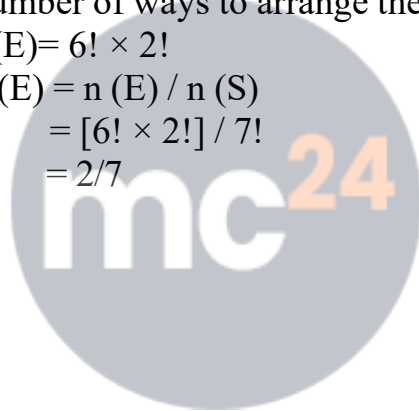 umber of ways to arrange the
(E)= 6! × 2!
(E) = n (E) / n (S)
= [6! × 2!] / 7!
= 2/7
mc24